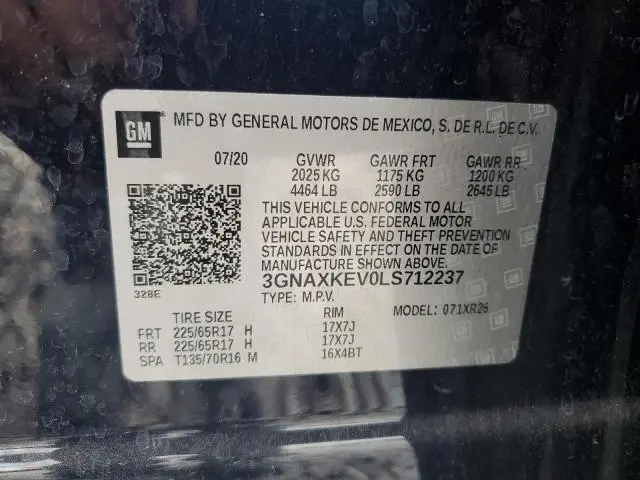 GM MFD BY GENERAL MOTORS DE MEXICO, S. DE R.L. DE C.V.
07/20 GVWR GAWR FRT GAWR RR
2025 KG 1175 KG 1200 KG
4464 LB 2590 LB 2645 LB
THIS VEHICLE CONFORMS TO ALL
APPLICABLE U.S. FEDERAL MOTOR
VEHICLE SAFETY AND THEFT PREVENTION
STANDARDS IN EFFECT ON THE DATE OF
MANUFACTURE SHOWN ABOVE.
3GNAXKEV0LS712237
328E
TYPE: M.P.V. MODEL: 071XR26
TIRE SIZE RIM
FRT 225/65R17 H 17X7J
RR 225/65R17 H 17X7J
SPA T135/70R16 M 16X4BT